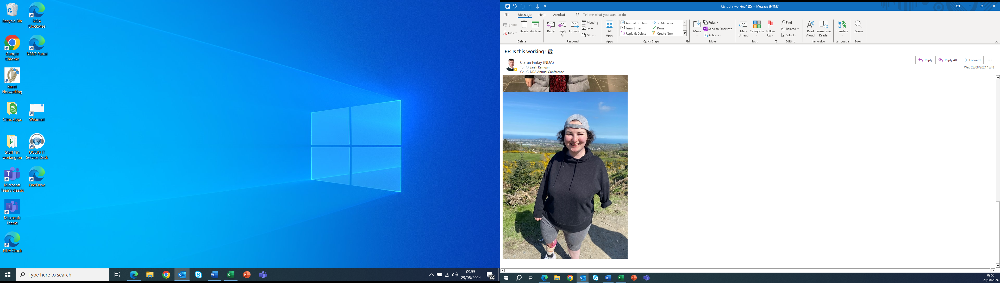 Recycle Bin
NDA
Clockwise
Google
Chrome
NSSO Portal
Reset
Networking
Citrix Apps
Webmail
Stuff I'm
working on
OGCIO IT
Service Desk
Microsoft
Teams classic
OneDrive
Microsoft
Teams
NDA Clock
Type here to search
09:55
29/08/2024
22
RE: Is this working? - Message (HTML)
File Message Help Acrobat Tell me what you want to do
Ignore
Junk
Delete
Archive
Delete
Reply
Reply
All
Forward
Meeting
IM
More
Respond
All
Apps
Apps
Annual Confere...
Team Email
Reply & Delete
To Manager
Done
Create New
Quick Steps
Move
Rules
Send to OneNote
Actions
Move
Mark
Unread
Categorise
Follow
Up
Tags
Find
Related
Select
Editing
Read
Aloud
Immersive
Reader
Immersive
Translate
Language
Zoom
Zoom
RE: Is this working?
Ciaran Finlay (NDA)
To Sarah Kerrigan
Cc NDA Annual Conference
Reply Reply All Forward
Wed 28/08/2024 15:48
09:55
29/08/2024